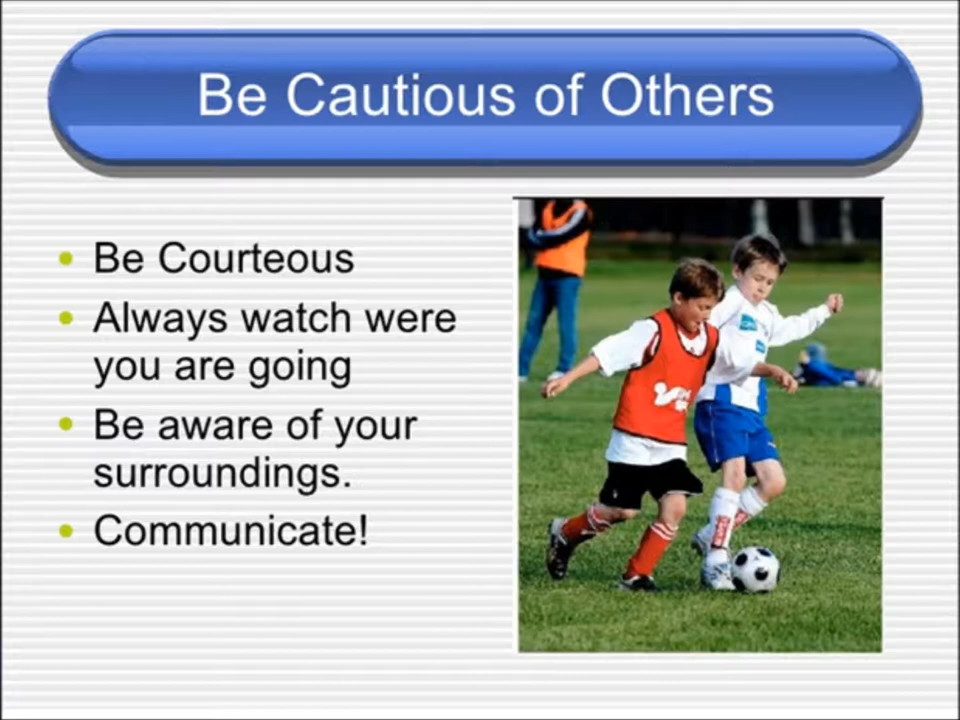 Be Cautious of Others
Be Courteous
Always watch were
you are going
Be aware of your
surroundings.
Communicate!